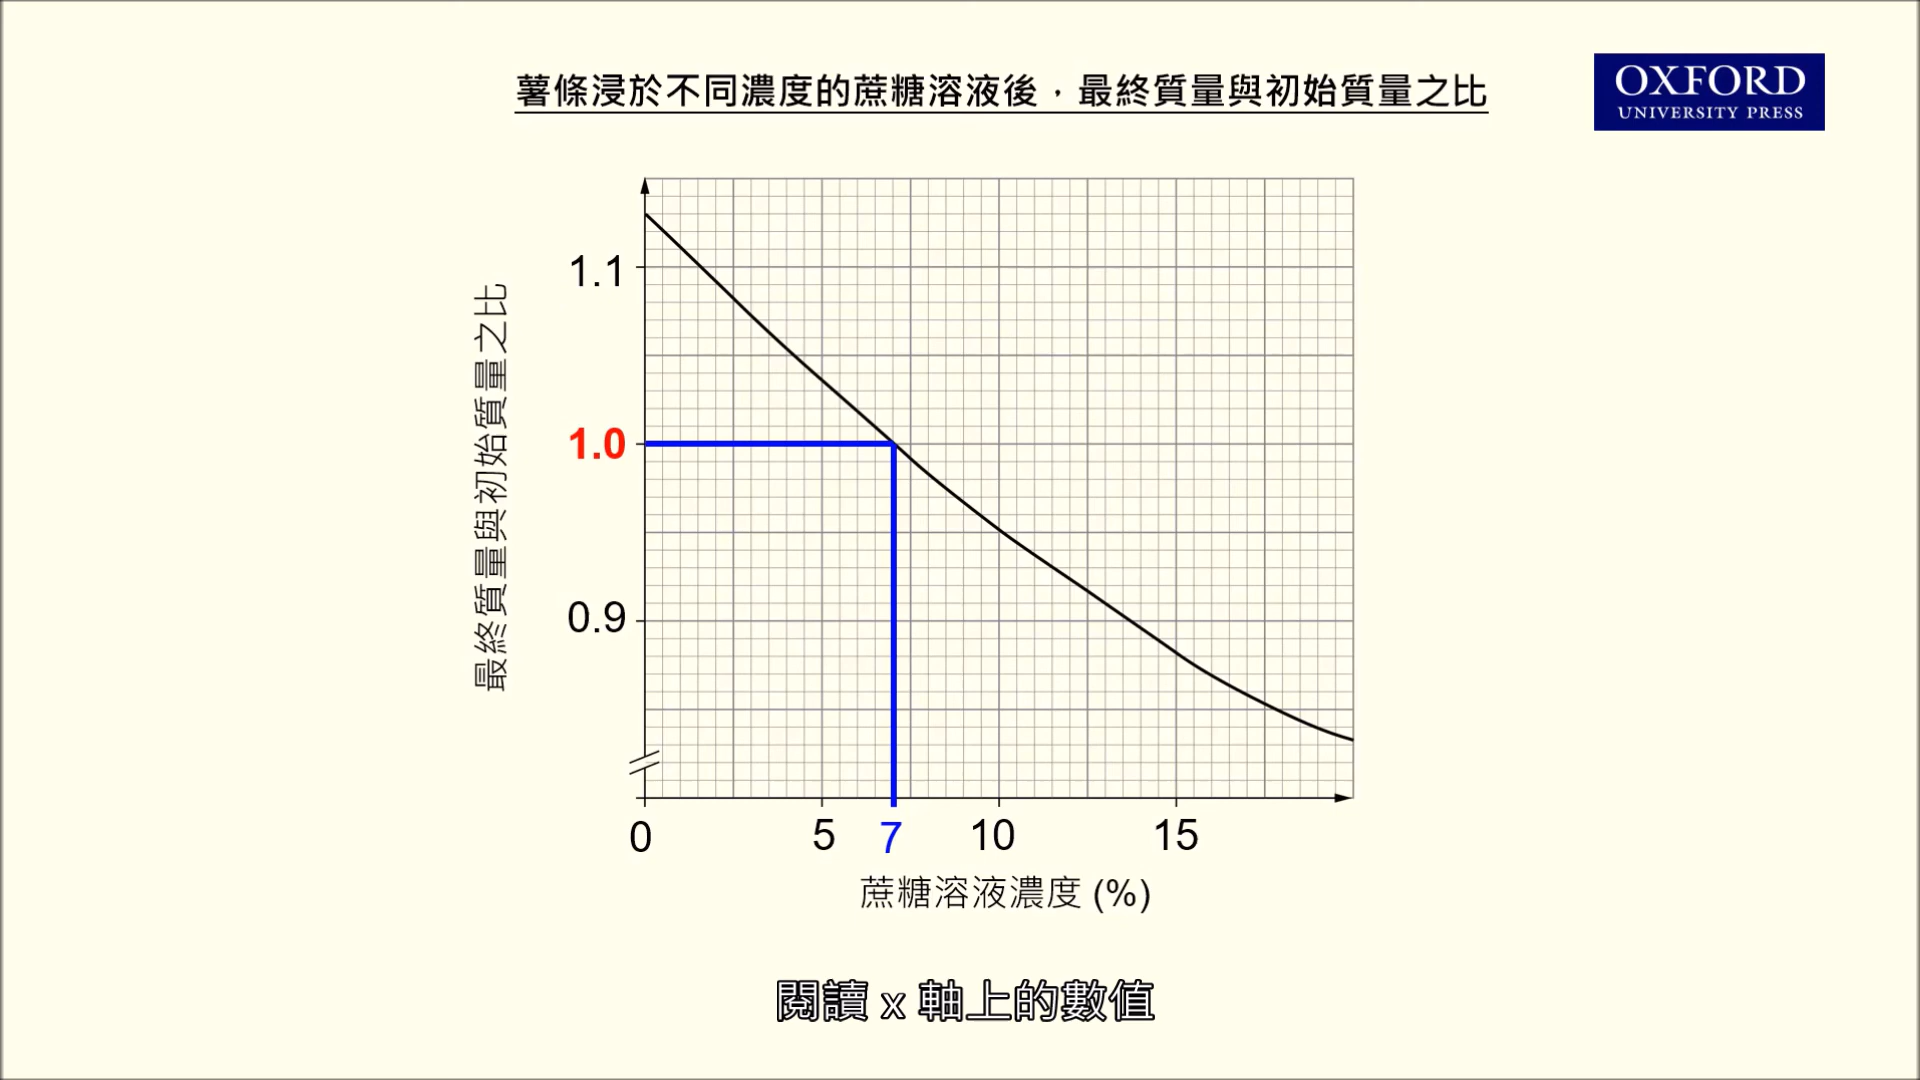 薯條浸於不同濃度的蔗糖溶液後，最終質量與初始質量之比
OXFORD
UNIVERSITY PRESS
最終質量與初始質量之比
1.1
1.0
0.9
0 5 7 10 15
蔗糖溶液濃度 (%)
閱讀 x 軸上的數值